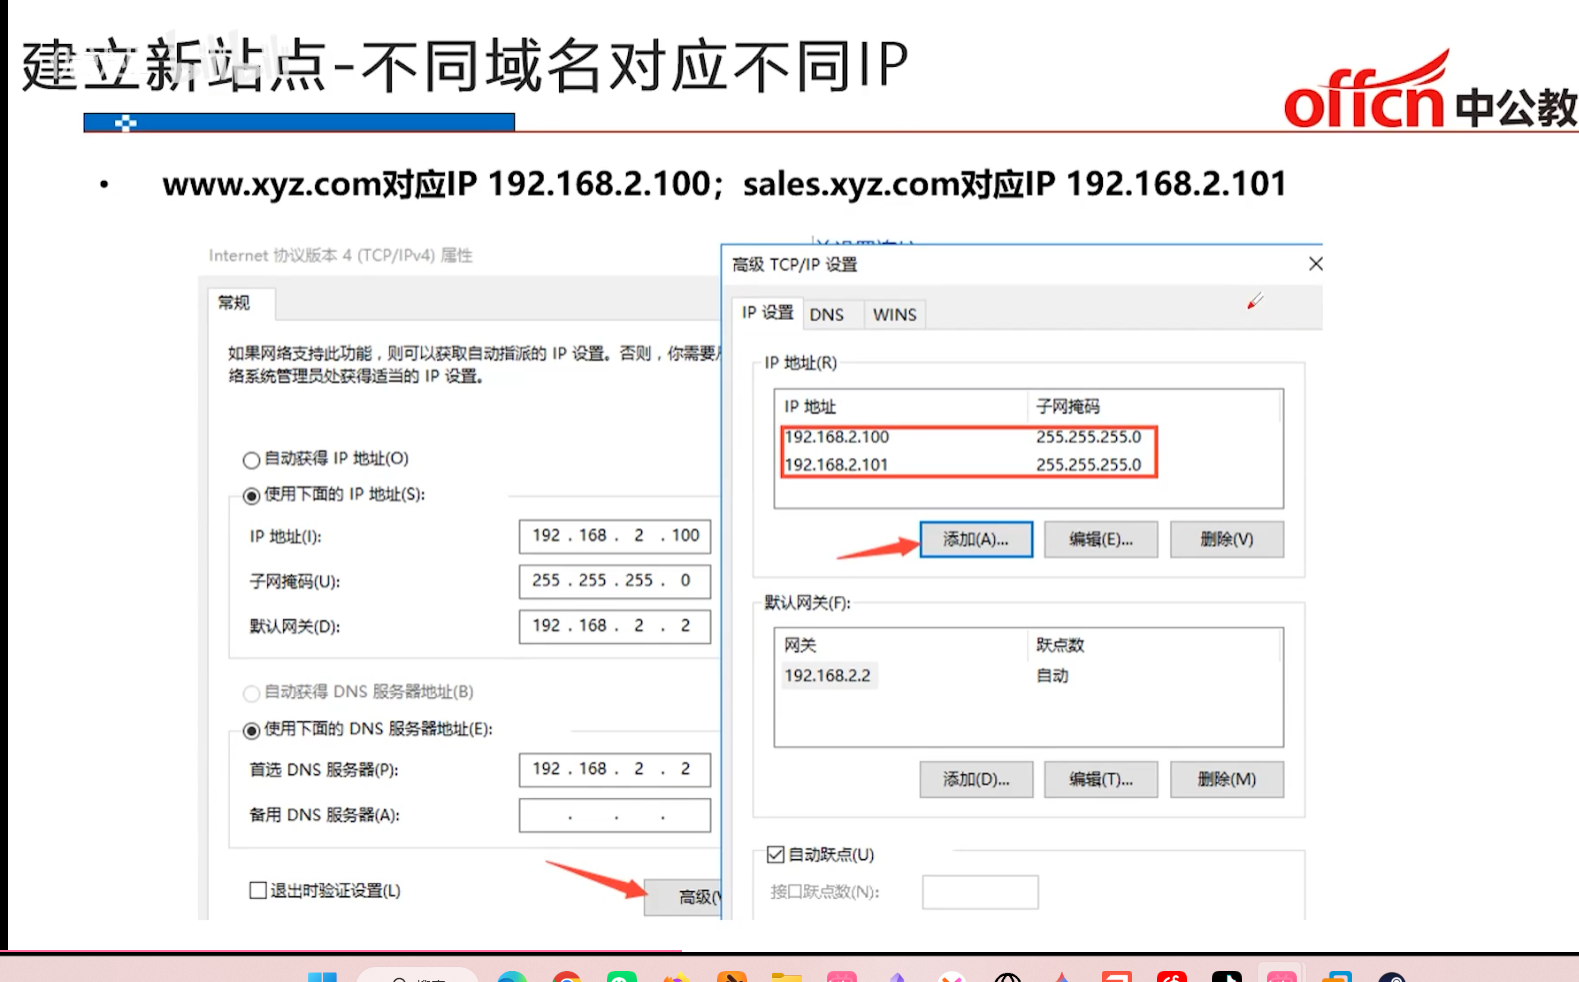 建立新站点-不同域名对应不同IP
offcn 中公教
• www.xyz.com对应IP 192.168.2.100；sales.xyz.com对应IP 192.168.2.101
Internet 协议版本 4 (TCP/IPv4) 属性
常规
如果网络支持此功能，则可以获取自动指派的 IP 设置。否则，你需要从
络系统管理员处获得适当的 IP 设置。
自动获得 IP 地址(O)
使用下面的 IP 地址(S):
IP 地址(I): 192 . 168 . 2 . 100
子网掩码(U): 255 . 255 . 255 . 0
默认网关(D): 192 . 168 . 2 . 2
自动获得 DNS 服务器地址(B)
使用下面的 DNS 服务器地址(E):
首选 DNS 服务器(P): 192 . 168 . 2 . 2
备用 DNS 服务器(A): . . .
退出时验证设置(L)
高级(V
高级 TCP/IP 设置
IP 设置 DNS WINS
IP 地址(R)
IP 地址 子网掩码
192.168.2.100 255.255.255.0
192.168.2.101 255.255.255.0
添加(A)... 编辑(E)... 删除(V)
默认网关(F):
网关 跃点数
192.168.2.2 自动
添加(D)... 编辑(T)... 删除(M)
自动跃点(U)
接口跃点数(N):